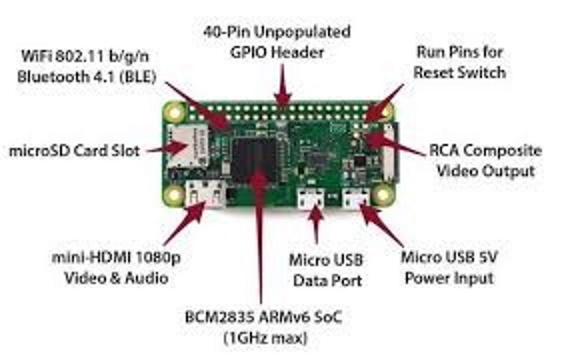 40-Pin Unpopulated
GPIO Header
WiFi 802.11 b/g/n
Bluetooth 4.1 (BLE)
Run Pins for
Reset Switch
microSD Card Slot
RCA Composite
Video Output
mini-HDMI 1080p
Video & Audio
Micro USB
Data Port
Micro USB 5V
Power Input
BCM2835 ARMv6 SoC
(1GHz max)